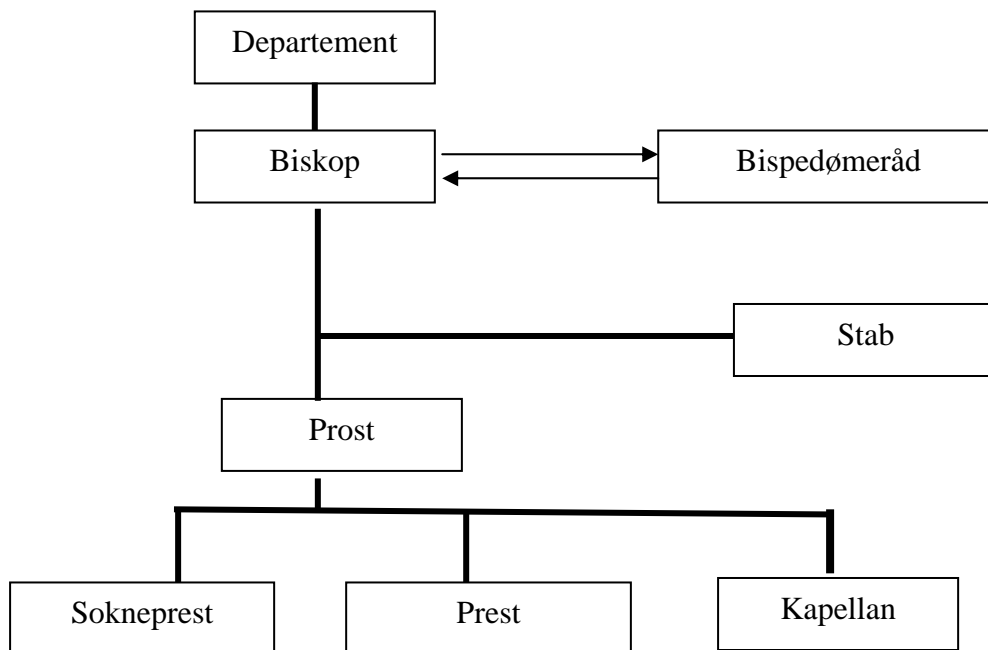 Departement
Biskop
Bispedømeråd
Stab
Prost
Sokneprest
Prest
Kapellan